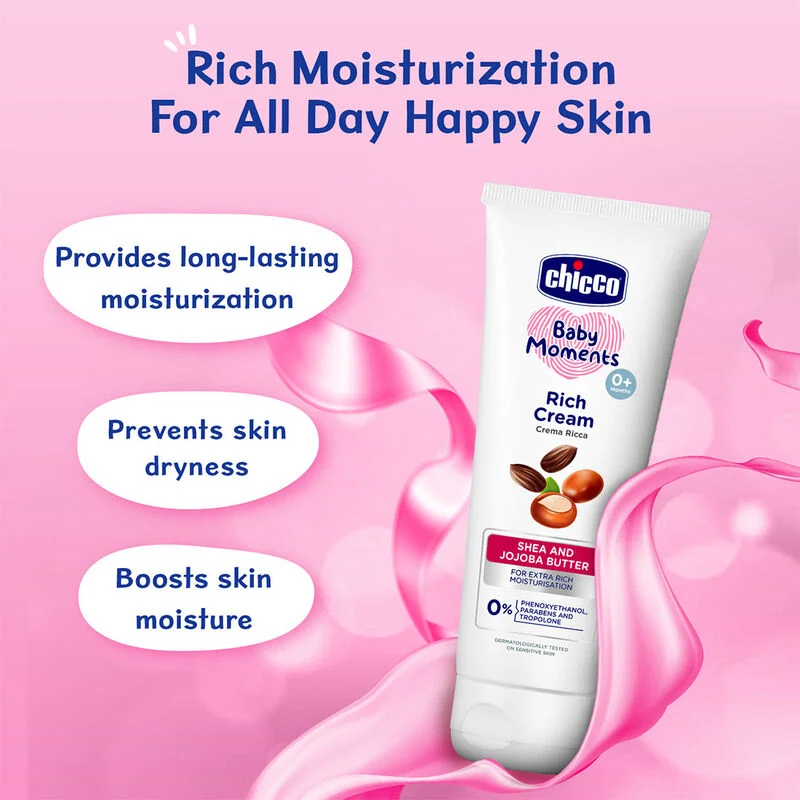 Rich Moisturization
For All Day Happy Skin
Provides long-lasting
moisturization
Prevents skin
dryness
Boosts skin
moisture
chicco
Baby
Moments
0+
Months
Rich
Cream
Crema Ricca
SHEA AND
JOJOBA BUTTER
FOR EXTRA RICH
MOISTURISATION
0% PHENOXYETHANOL,
PARABENS AND
TROPOLONE
DERMATOLOGICALLY TESTED
ON SENSITIVE SKIN